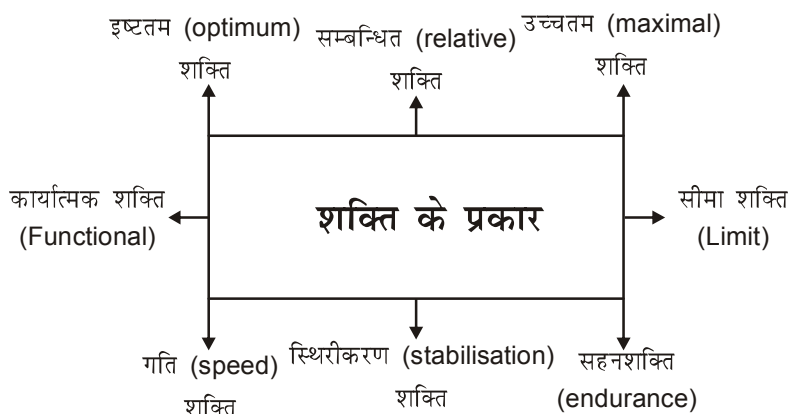 इष्टतम (optimum)
शक्ति
सम्बन्धित (relative)
शक्ति
उच्चतम (maximal)
शक्ति
कार्यात्मक शक्ति
(Functional)
शक्ति के प्रकार
सीमा शक्ति
(Limit)
गति (speed)
शक्ति
स्थिरीकरण (stabilisation)
शक्ति
सहनशक्ति
(endurance)